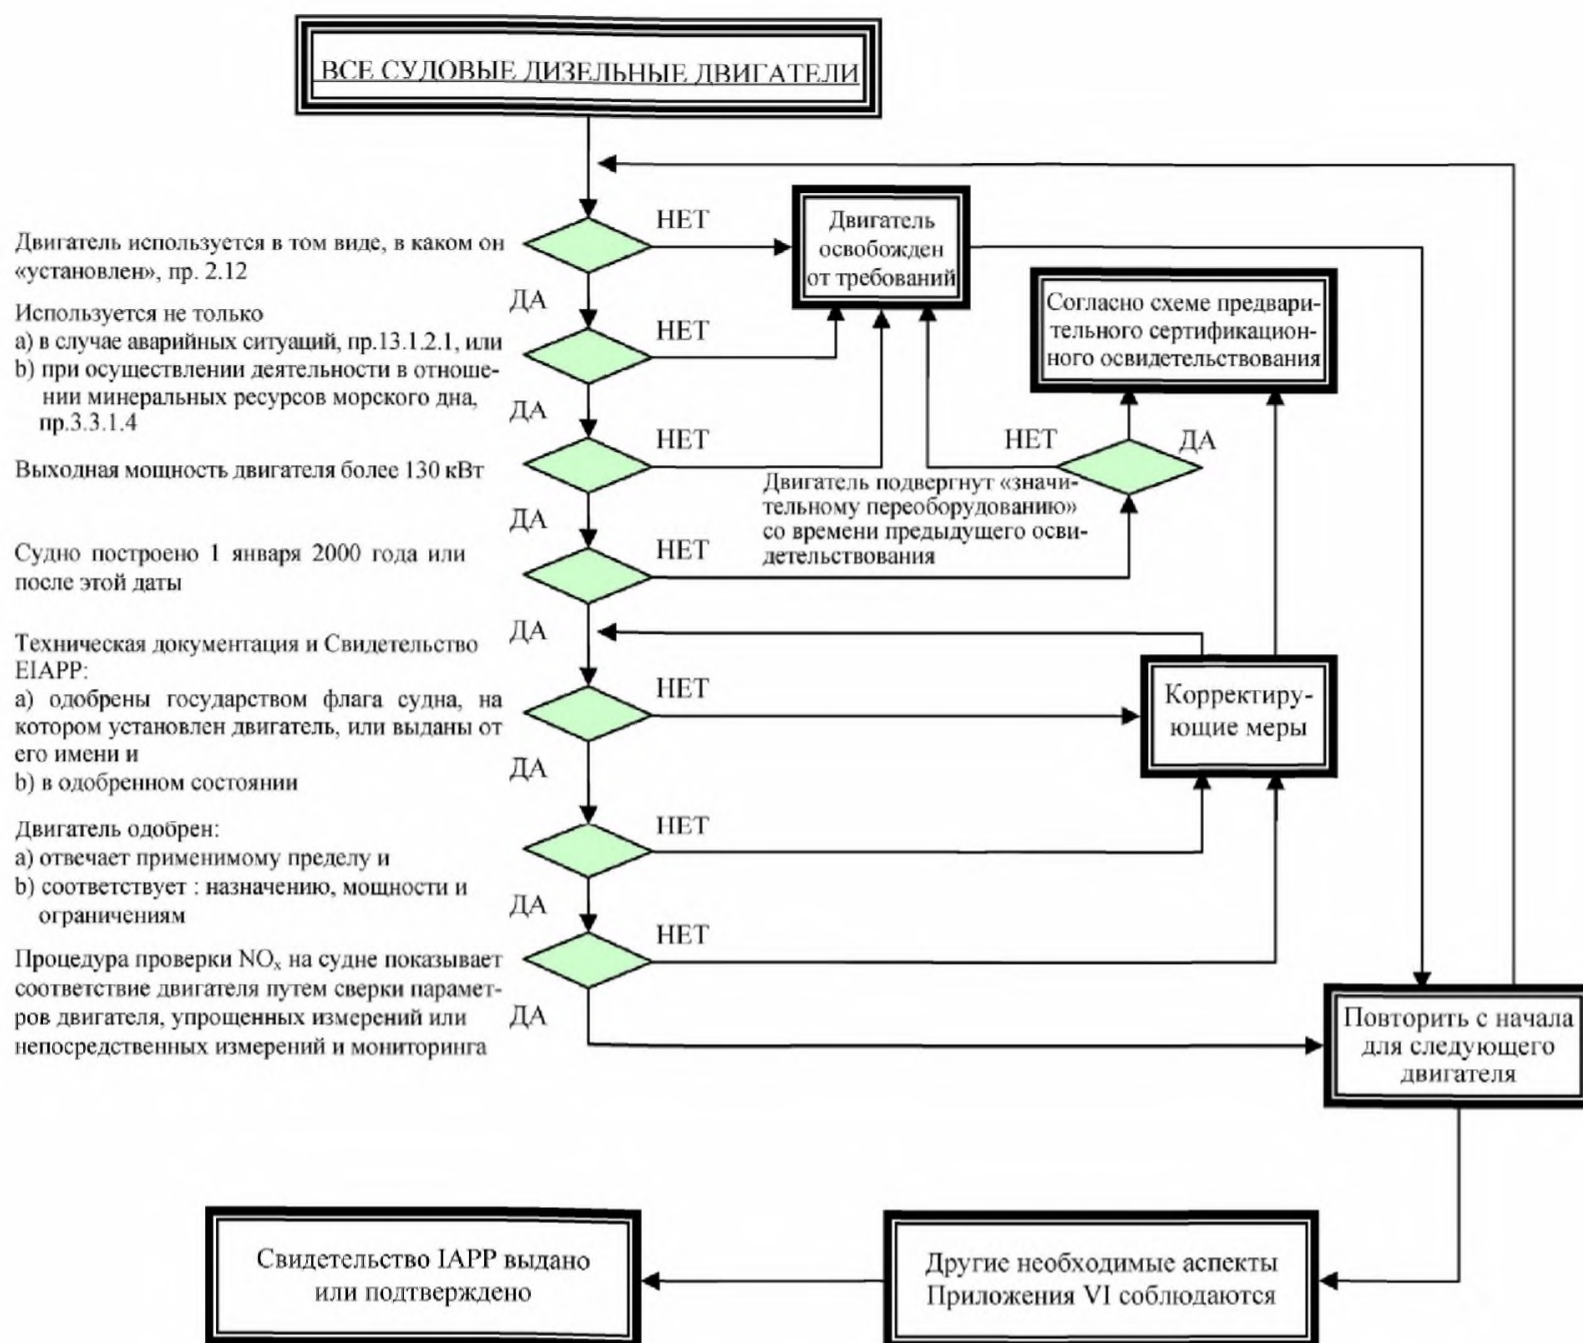 ВСЕ СУДОВЫЕ ДИЗЕЛЬНЫЕ ДВИГАТЕЛИ
Двигатель используется в том виде, в каком он
«установлен», пр. 2.12
НЕТ
Двигатель
освобожден
от требований
ДА
Используется не только
a) в случае аварийных ситуаций, пр.13.1.2.1, или
b) при осуществлении деятельности в отноше-
нии минеральных ресурсов морского дна,
пр.3.3.1.4
НЕТ
Согласно схеме предвари-
тельного сертификацион-
ного освидетельствования
ДА
Выходная мощность двигателя более 130 кВт
НЕТ
НЕТ
ДА
Двигатель подвергнут «значи-
тельному переоборудованию»
со времени предыдущего осви-
детельствования
ДА
Судно построено 1 января 2000 года или
после этой даты
НЕТ
ДА
Техническая документация и Свидетельство
EIAPP:
a) одобрены государством флага судна, на
котором установлен двигатель, или выданы от
его имени и
b) в одобренном состоянии
НЕТ
Корректиру-
ющие меры
ДА
Двигатель одобрен:
a) отвечает применимому пределу и
b) соответствует : назначению, мощности и
ограничениям
НЕТ
ДА
Процедура проверки NOₓ на судне показывает
соответствие двигателя путем сверки парамет-
ров двигателя, упрощенных измерений или
непосредственных измерений и мониторинга
НЕТ
ДА
Повторить с начала
для следующего
двигателя
Свидетельство IAPP выдано
или подтверждено
Другие необходимые аспекты
Приложения VI соблюдаются